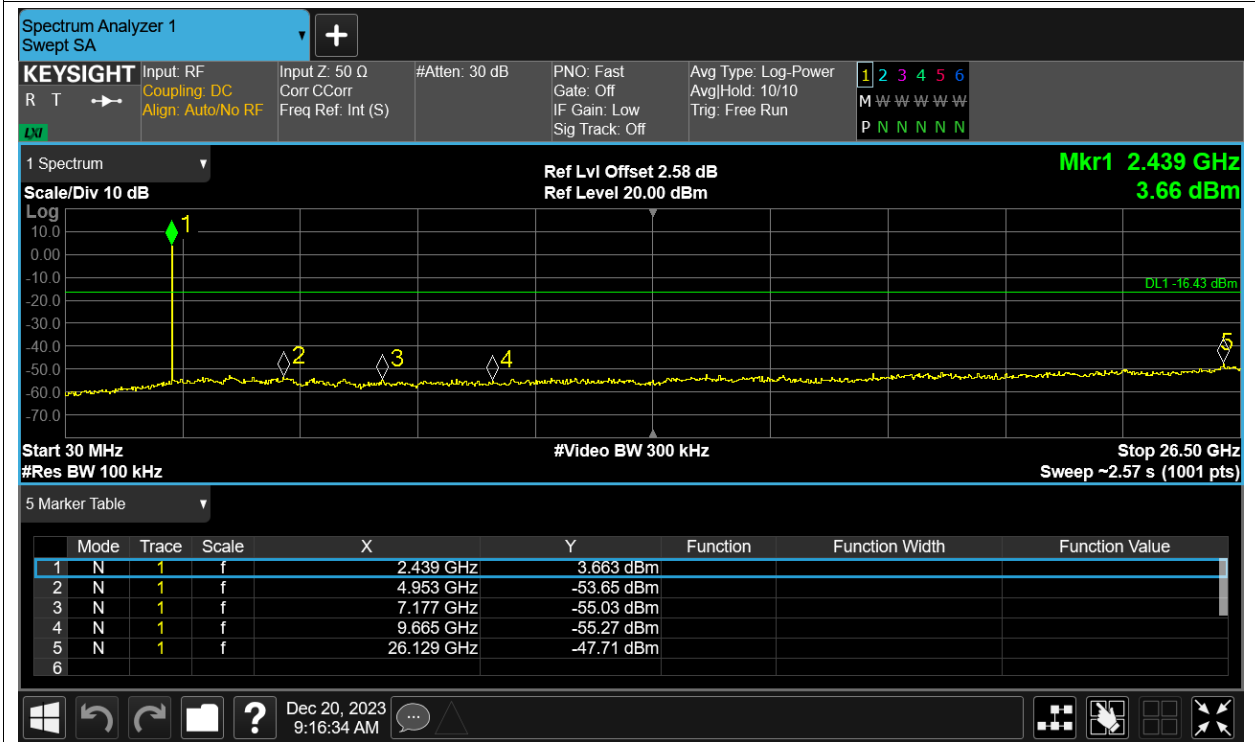 Spectrum Analyzer 1
Swept SA
+
KEYSIGHT
R T
LXI
Input: RF
Coupling: DC
Align: Auto/No RF
Input Z: 50 Ω
Corr CCorr
Freq Ref: Int (S)
#Atten: 30 dB
PNO: Fast
Gate: Off
IF Gain: Low
Sig Track: Off
Avg Type: Log-Power
Avg|Hold: 10/10
Trig: Free Run
1 2 3 4 5 6
M W W W W W
P N N N N N
1 Spectrum
Scale/Div 10 dB
Ref Lvl Offset 2.58 dB
Ref Level 20.00 dBm
Mkr1 2.439 GHz
3.66 dBm
Log
10.0
0.00
-10.0
-20.0
-30.0
-40.0
-50.0
-60.0
-70.0
1
2
3
4
5
DL1 -16.43 dBm
Start 30 MHz
#Res BW 100 kHz
#Video BW 300 kHz
Stop 26.50 GHz
Sweep ~2.57 s (1001 pts)
5 Marker Table
Mode Trace Scale X Y Function Function Width Function Value
1 N 1 f 2.439 GHz 3.663 dBm
2 N 1 f 4.953 GHz -53.65 dBm
3 N 1 f 7.177 GHz -55.03 dBm
4 N 1 f 9.665 GHz -55.27 dBm
5 N 1 f 26.129 GHz -47.71 dBm
6
?
Dec 20, 2023
9:16:34 AM